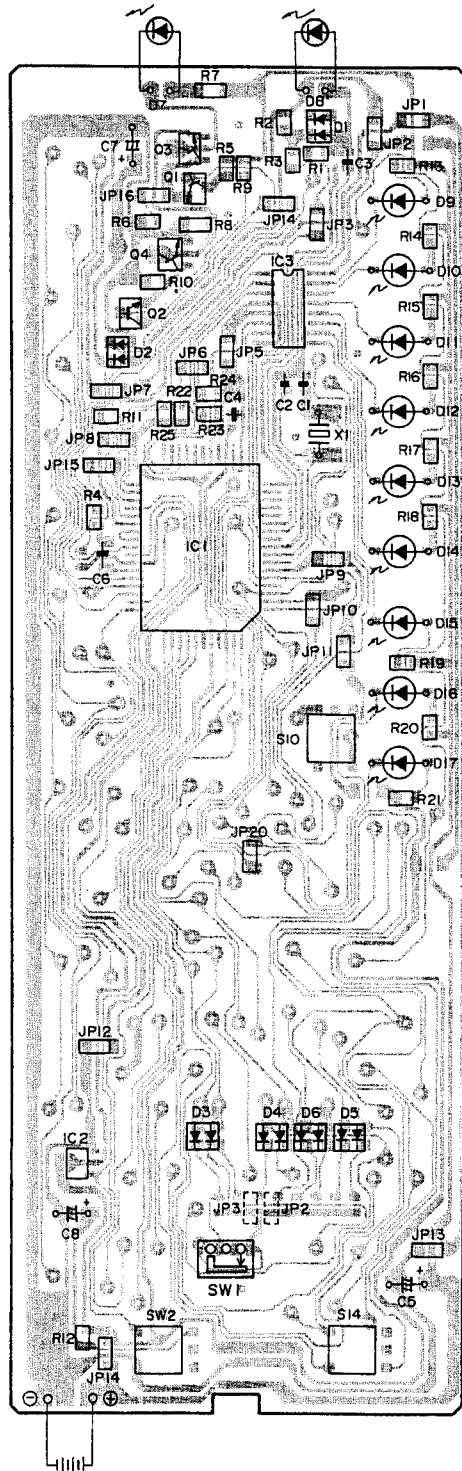 R7
D7
D8
JP1
R2
D1
JP2
C7
+
Q3
R5
R3
R1
C3
R13
Q1
R9
JP16
D9
JP14
R6
R8
JP3
R14
Q4
IC3
D10
R10
R15
Q2
D11
D2
JP6
JP5
R16
R24
JP7
R22
C4
C2
C1
D12
R11
R25
R23
X1
JP8
R17
JP15
D13
R4
R18
IC1
D14
C6
JP9
JP10
D15
JP11
R19
D16
S10
R20
D17
R21
JP20
JP12
D3
D4
D6
D5
IC2
JP3
JP2
+
C8
JP13
SW1
+
C5
R12
SW2
S14
JP14
⊖
⊕